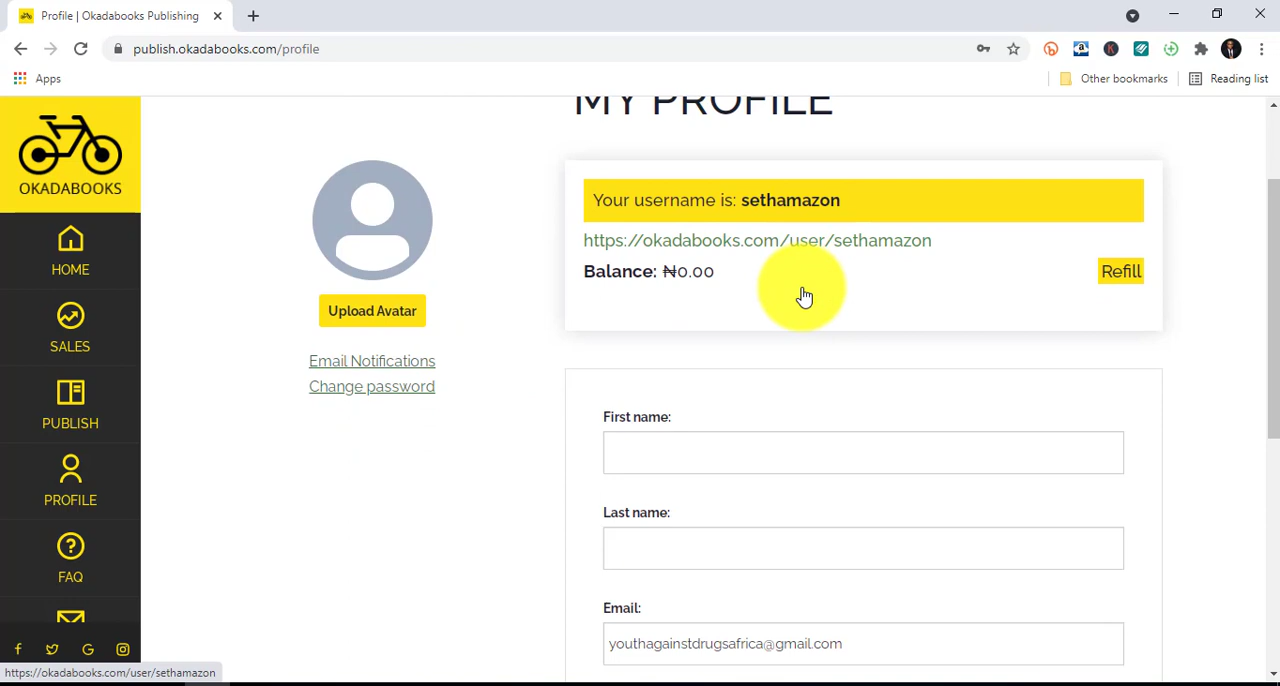 Profile | Okadabooks Publishing
publish.okadabooks.com/profile
Apps
Other bookmarks
Reading list
OKADABOOKS
HOME
SALES
PUBLISH
PROFILE
FAQ
MY PROFILE
Upload Avatar
Email Notifications
Change password
Your username is: sethamazon
https://okadabooks.com/user/sethamazon
Balance: ₦0.00
Refill
First name:
Last name:
Email:
youthagainstdrugsafrica@gmail.com
https://okadabooks.com/user/sethamazon